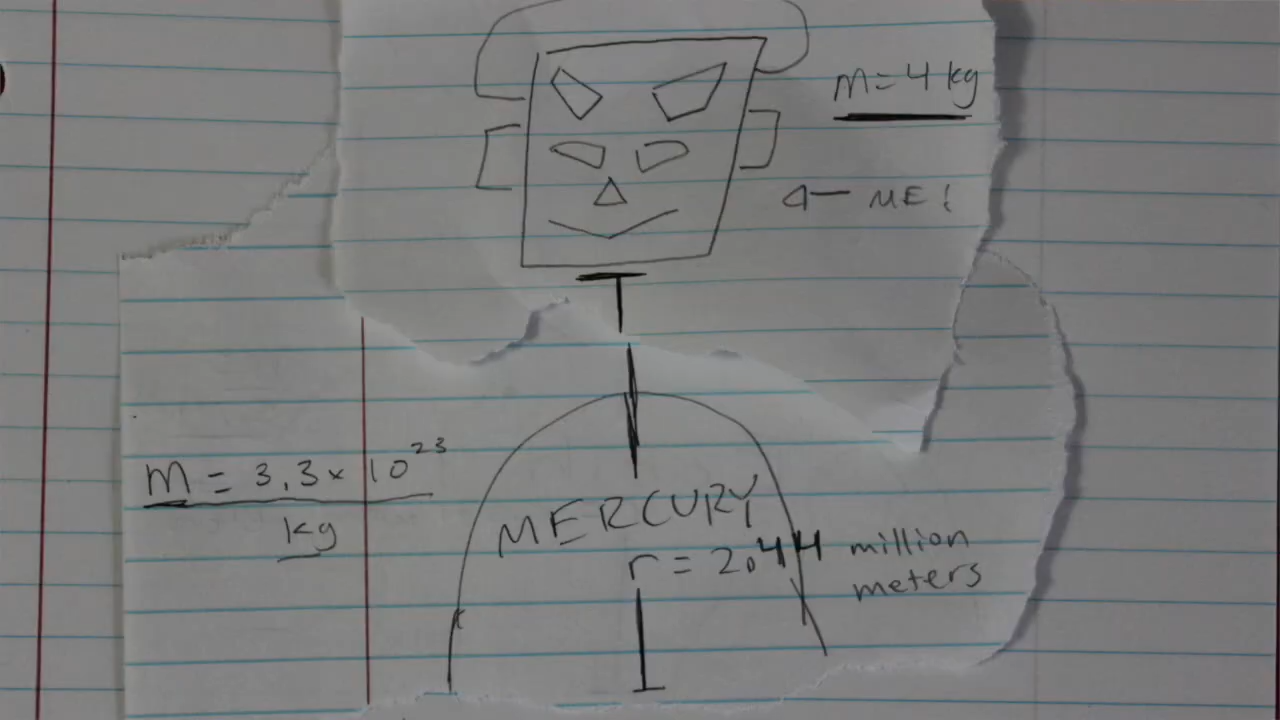 m = 4 kg
ME!
M = 3.3 x 10^23
kg
MERCURY
r = 2.44 million
meters